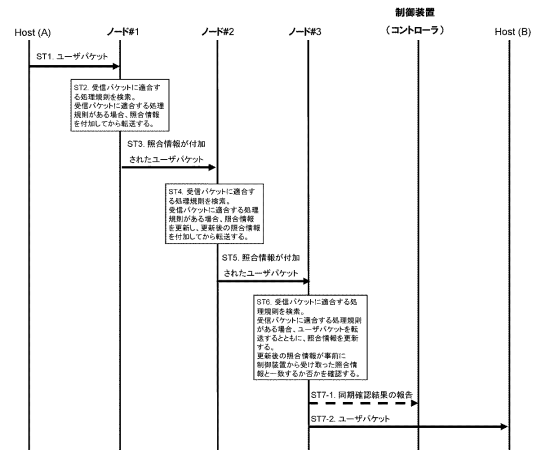 制御装置
Host (A)
ノード#1
ノード#2
ノード#3
（コントローラ）
Host (B)
ST1. ユーザパケット
ST2. 受信パケットに適合す
る処理規則を検索。
受信パケットに適合する処理
規則がある場合、照合情報
を付加してから転送する。
ST3. 照合情報が付加
されたユーザパケット
ST4. 受信パケットに適合す
る処理規則を検索。
受信パケットに適合する処理
規則がある場合、照合情報
を更新し、更新後の照合情報
を付加してから転送する。
ST5. 照合情報が付加
されたユーザパケット
ST6. 受信パケットに適合する処
理規則を検索。
受信パケットに適合する処理規則
がある場合、ユーザパケットを転
送するとともに、照合情報を更新
する。
更新後の照合情報が事前に
制御装置から受け取った照合情
報と一致するか否かを確認する。
ST7-1. 同期確認結果の報告
ST7-2. ユーザパケット